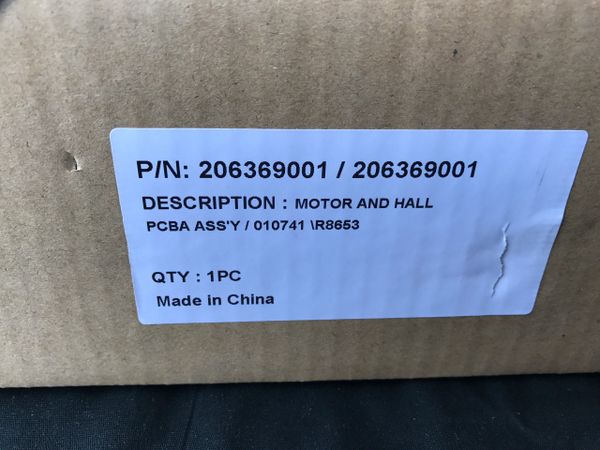 P/N: 206369001 / 206369001
DESCRIPTION : MOTOR AND HALL
PCBA ASS'Y / 010741 \R8653
QTY : 1PC
Made in China